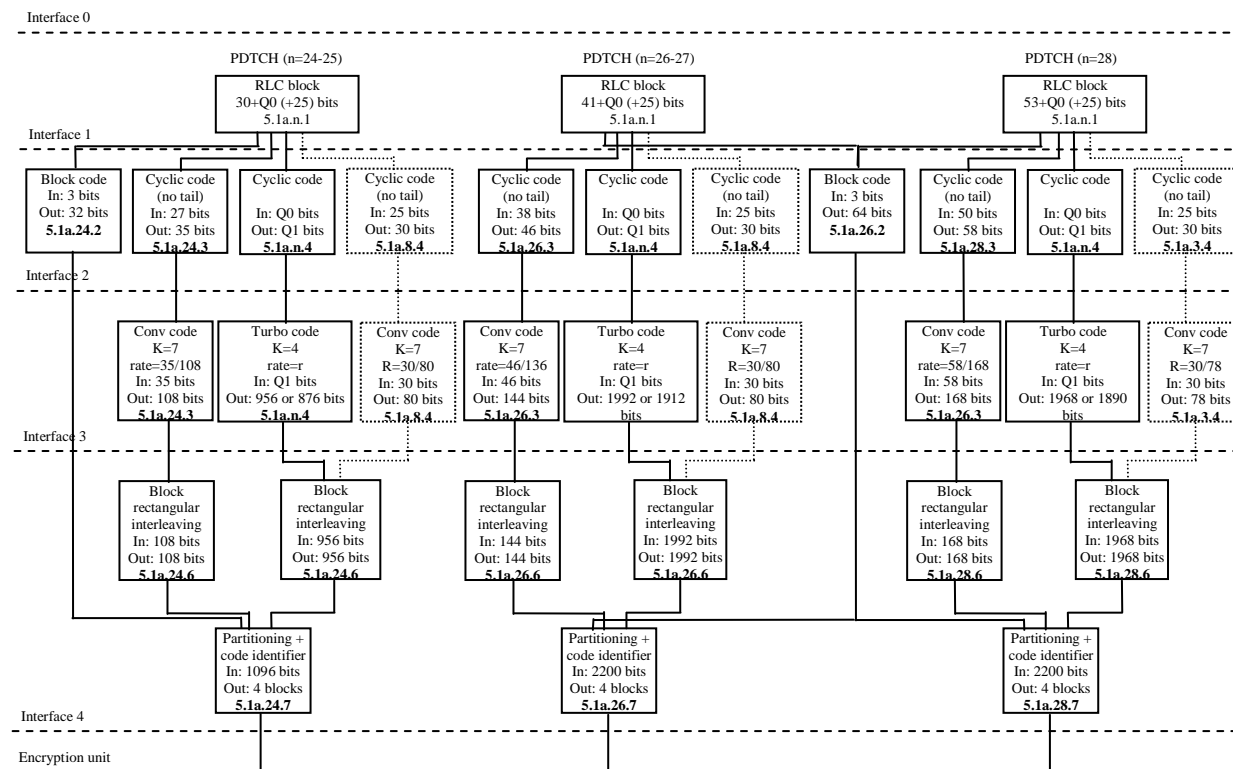 Interface 0
PDTCH (n=24-25)
PDTCH (n=26-27)
PDTCH (n=28)
RLC block
30+Q0 (+25) bits
5.1a.n.1
RLC block
41+Q0 (+25) bits
5.1a.n.1
RLC block
53+Q0 (+25) bits
5.1a.n.1
Interface 1
Block code
In: 3 bits
Out: 32 bits
5.1a.24.2
Cyclic code
(no tail)
In: 27 bits
Out: 35 bits
5.1a.24.3
Cyclic code
In: Q0 bits
Out: Q1 bits
5.1a.n.4
Cyclic code
(no tail)
In: 25 bits
Out: 30 bits
5.1a.8.4
Cyclic code
(no tail)
In: 38 bits
Out: 46 bits
5.1a.26.3
Cyclic code
In: Q0 bits
Out: Q1 bits
5.1a.n.4
Cyclic code
(no tail)
In: 25 bits
Out: 30 bits
5.1a.8.4
Block code
In: 3 bits
Out: 64 bits
5.1a.26.2
Cyclic code
(no tail)
In: 50 bits
Out: 58 bits
5.1a.28.3
Cyclic code
In: Q0 bits
Out: Q1 bits
5.1a.n.4
Cyclic code
(no tail)
In: 25 bits
Out: 30 bits
5.1a.3.4
Interface 2
Conv code
K=7
rate=35/108
In: 35 bits
Out: 108 bits
5.1a.24.3
Turbo code
K=4
rate=r
In: Q1 bits
Out: 956 or 876 bits
5.1a.n.4
Conv code
K=7
R=30/80
In: 30 bits
Out: 80 bits
5.1a.8.4
Conv code
K=7
rate=46/136
In: 46 bits
Out: 144 bits
5.1a.26.3
Turbo code
K=4
rate=r
In: Q1 bits
Out: 1992 or 1912
bits
Conv code
K=7
R=30/80
In: 30 bits
Out: 80 bits
5.1a.8.4
Conv code
K=7
rate=58/168
In: 58 bits
Out: 168 bits
5.1a.26.3
Turbo code
K=4
rate=r
In: Q1 bits
Out: 1968 or 1890
bits
Conv code
K=7
R=30/78
In: 30 bits
Out: 78 bits
5.1a.3.4
Interface 3
Block
rectangular
interleaving
In: 108 bits
Out: 108 bits
5.1a.24.6
Block
rectangular
interleaving
In: 956 bits
Out: 956 bits
5.1a.24.6
Block
rectangular
interleaving
In: 144 bits
Out: 144 bits
5.1a.26.6
Block
rectangular
interleaving
In: 1992 bits
Out: 1992 bits
5.1a.26.6
Block
rectangular
interleaving
In: 168 bits
Out: 168 bits
5.1a.28.6
Block
rectangular
interleaving
In: 1968 bits
Out: 1968 bits
5.1a.28.6
Partitioning +
code identifier
In: 1096 bits
Out: 4 blocks
5.1a.24.7
Partitioning +
code identifier
In: 2200 bits
Out: 4 blocks
5.1a.26.7
Partitioning +
code identifier
In: 2200 bits
Out: 4 blocks
5.1a.28.7
Interface 4
Encryption unit